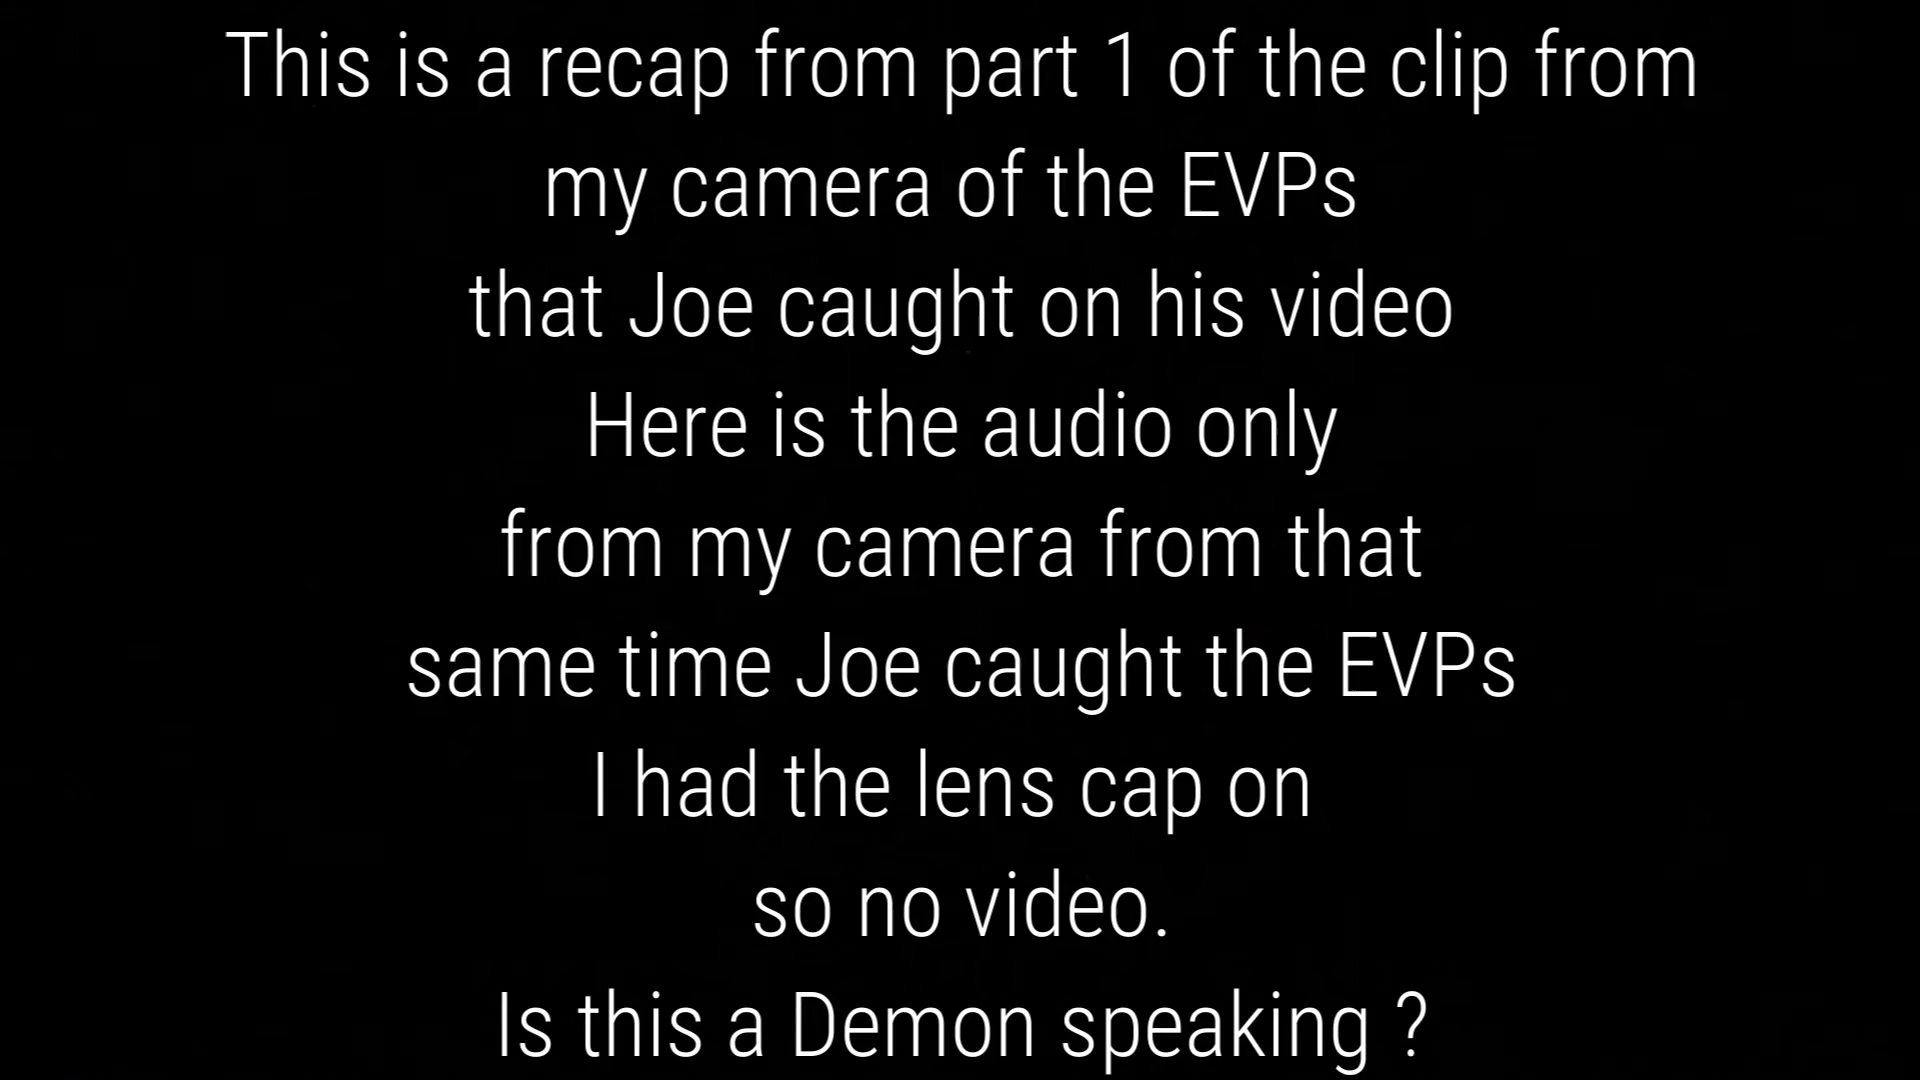 This is a recap from part 1 of the clip from
my camera of the EVPs
that Joe caught on his video
Here is the audio only
from my camera from that
same time Joe caught the EVPs
I had the lens cap on
so no video.
Is this a Demon speaking ?